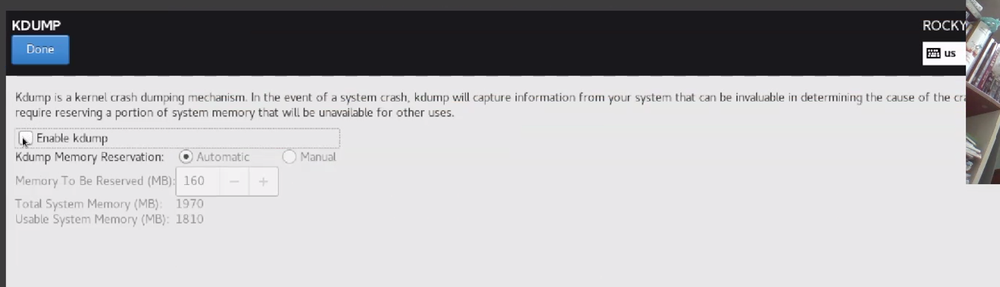 KDUMP
ROCKY
Done
us
Kdump is a kernel crash dumping mechanism. In the event of a system crash, kdump will capture information from your system that can be invaluable in determining the cause of the
require reserving a portion of system memory that will be unavailable for other uses.
Enable kdump
Kdump Memory Reservation: Automatic Manual
Memory To Be Reserved (MB): 160 − +
Total System Memory (MB): 1970
Usable System Memory (MB): 1810